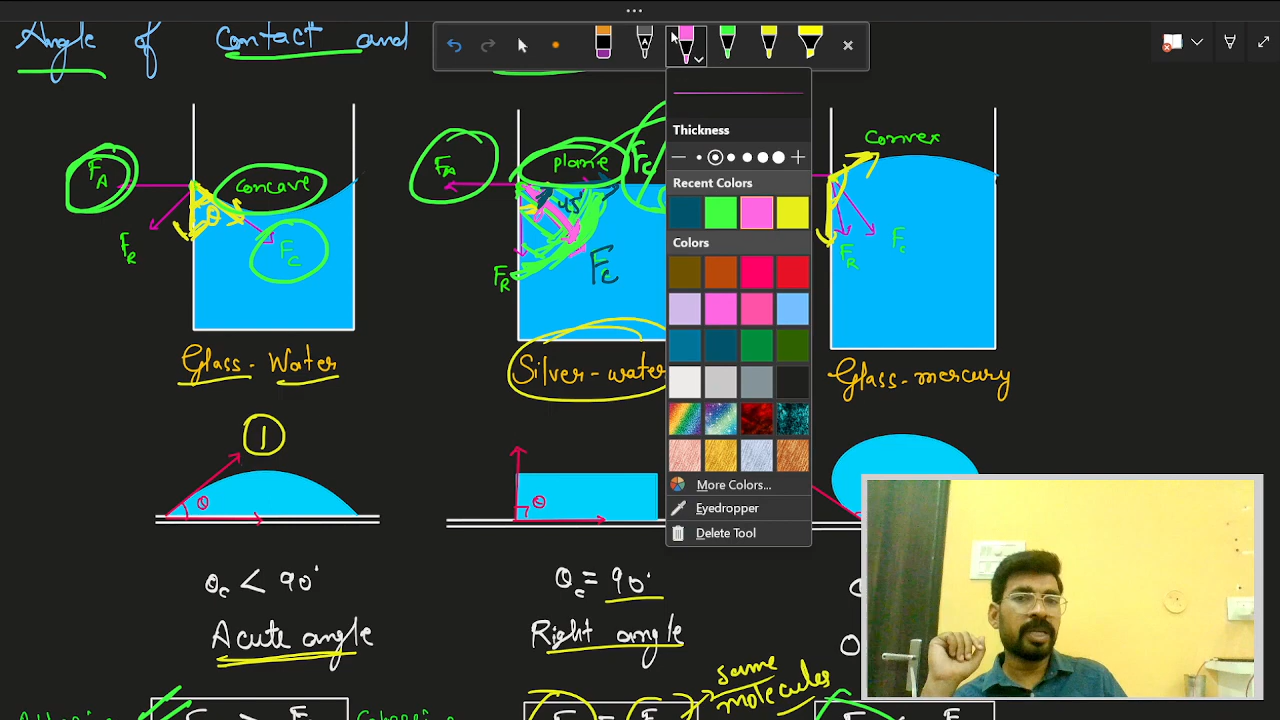 Angle of Contact and
Thickness
Recent Colors
Colors
More Colors...
Eyedropper
Delete Tool
FA
concave
θ
FR
FC
FA
plane
FC
45
FR
FC
Convex
FR
FC
Glass-Water
Silver-water
Glass-mercury
1
θ
θ
θc < 90°
θc = 90°
Acute angle
Right angle
same
molecules